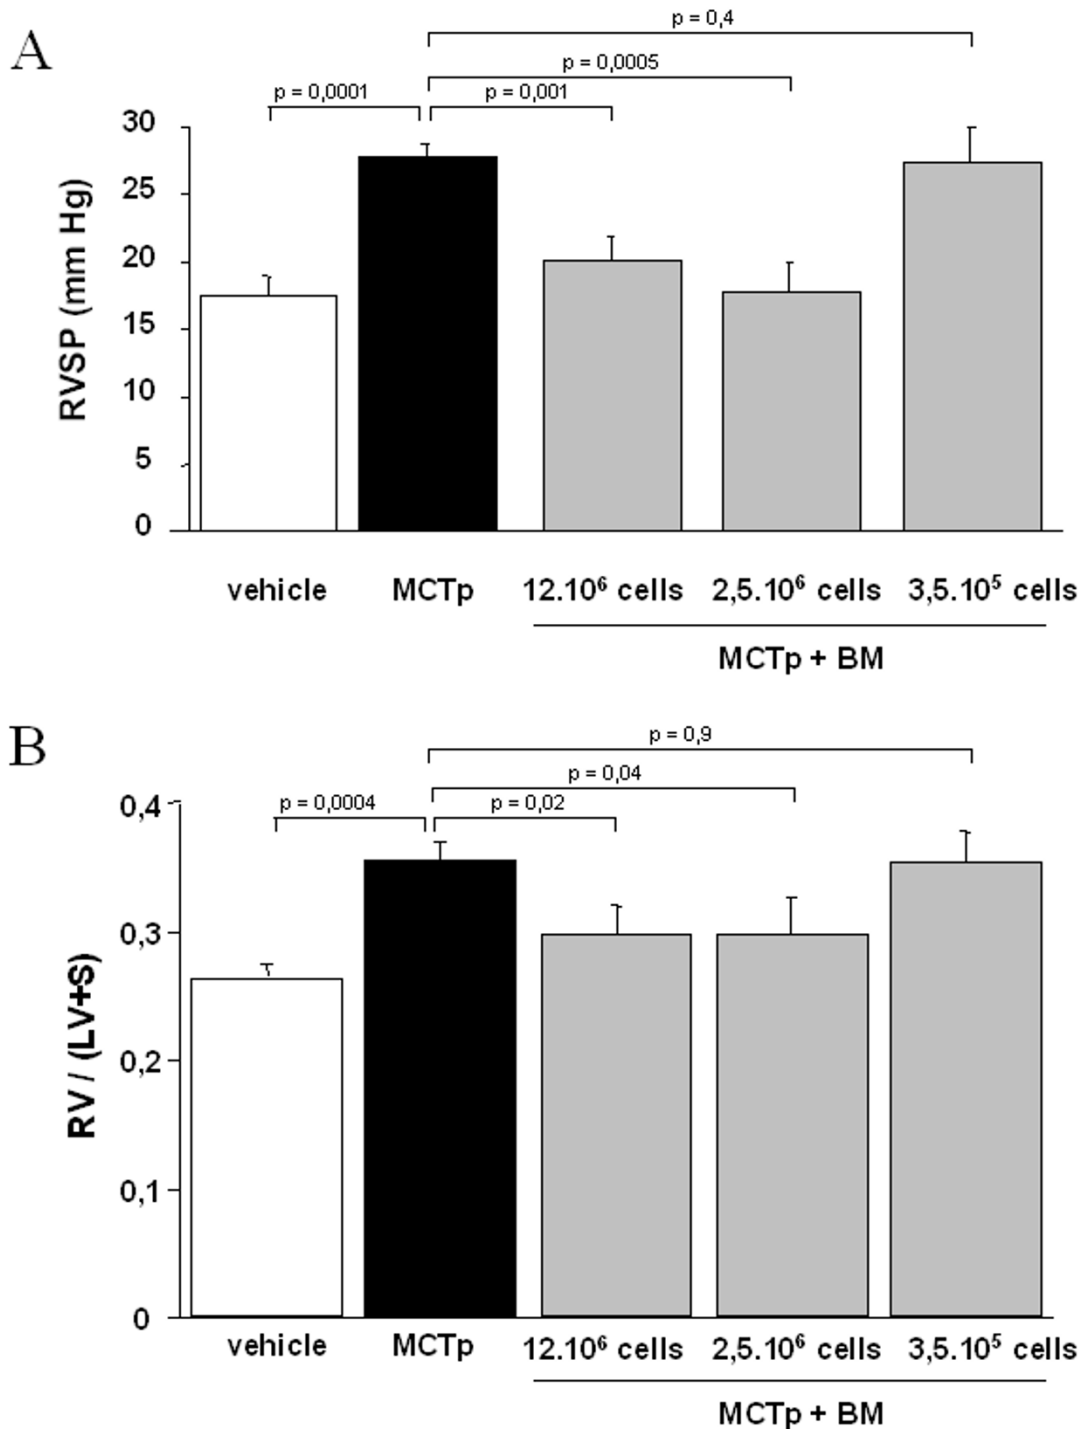 A
p = 0,4
p = 0,0005
p = 0,0001
p = 0,001
30
25
20
15
10
5
0
RVSP (mm Hg)
vehicle
MCTp
12.10⁶ cells
2,5.10⁶ cells
3,5.10⁵ cells
MCTp + BM
B
p = 0,9
p = 0,04
p = 0,0004
p = 0,02
0,4
0,3
0,2
0,1
0
RV / (LV+S)
vehicle
MCTp
12.10⁶ cells
2,5.10⁶ cells
3,5.10⁵ cells
MCTp + BM